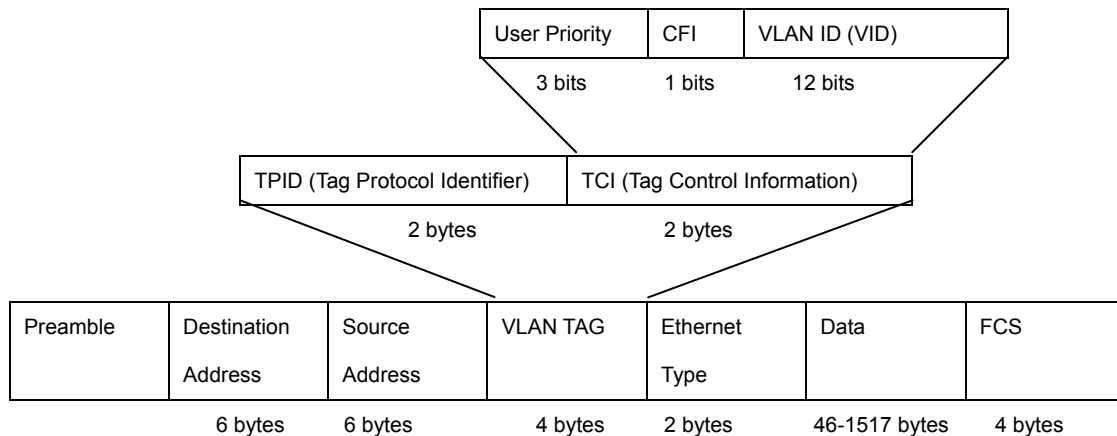 User Priority CFI VLAN ID (VID)
3 bits 1 bits 12 bits
TPID (Tag Protocol Identifier) TCI (Tag Control Information)
2 bytes 2 bytes
Preamble Destination Source VLAN TAG Ethernet Data FCS
Address Address Type
6 bytes 6 bytes 4 bytes 2 bytes 46-1517 bytes 4 bytes